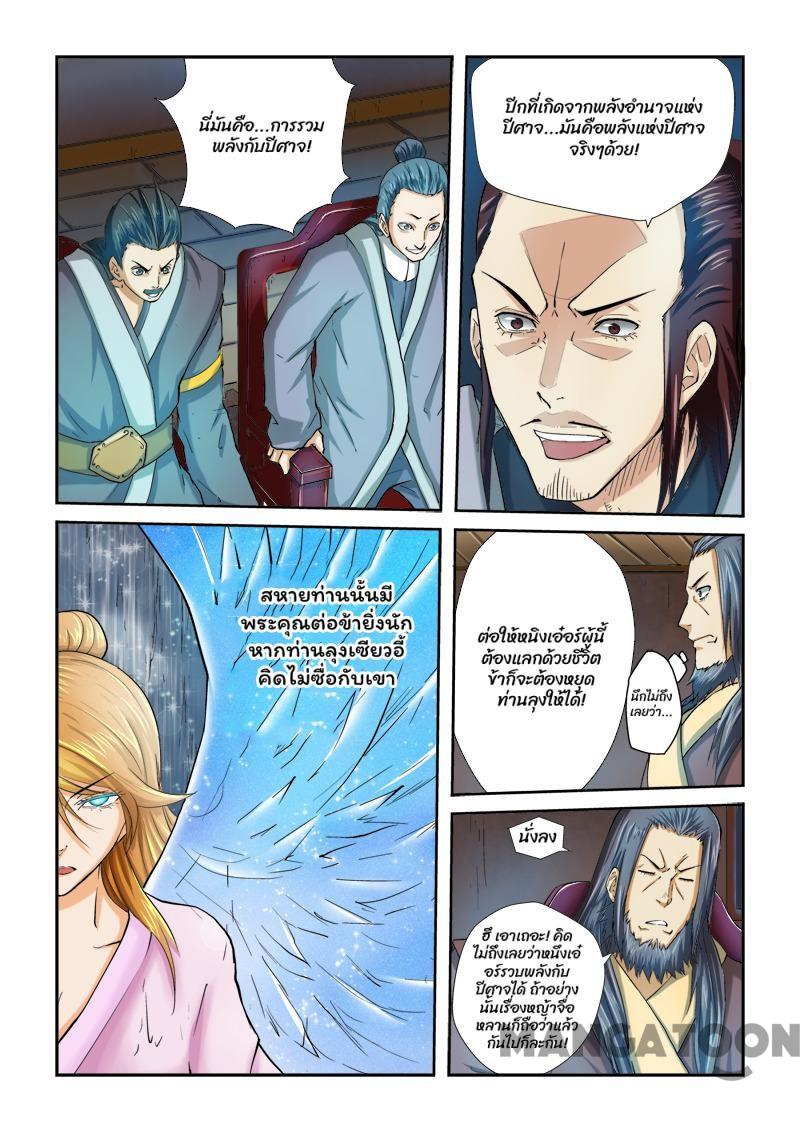 นี่มันคือ...การรวม
พลังกับปีศาจ!
ปีกที่เกิดจากพลังอำนาจแห่ง
ปีศาจ...มันคือพลังแห่งปีศาจ
จริงๆด้วย!
สหายท่านนั้นมี
พระคุณต่อข้ายิ่งนัก
หากท่านลุงเซียวอี้
คิดไม่ซื่อกับเขา
ต่อให้หนิงเอ๋อร์ผู้นี้
ต้องแลกด้วยชีวิต
ข้าก็จะต้องหยุด
ท่านลุงให้ได้!
นึกไม่ถึง
เลยว่า...
นั่งลง
ฮึ เอาเถอะ! คิด
ไม่ถึงเลยว่าหนิงเอ๋
อร์รวบพลังกับ
ปีศาจได้ ถ้าอย่าง
นั้นเรื่องหญ้าจื่อ
หลานก็ถือว่าแล้ว
กันไปก็ละกัน!
MANGATOON